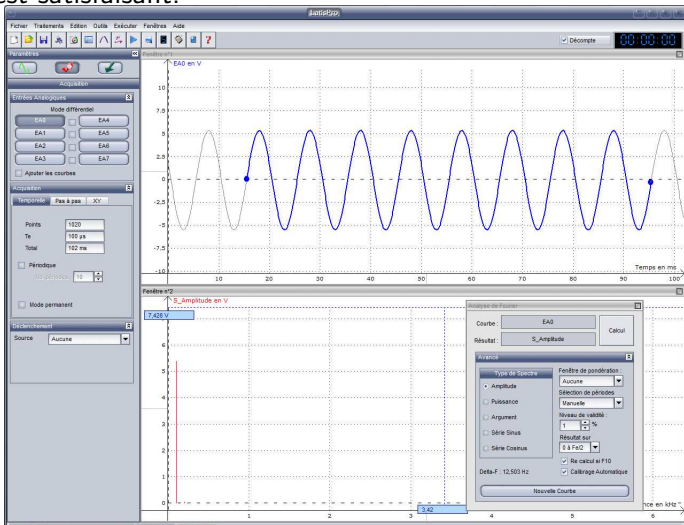 est satisfaisant.
LatisPro
Fichier Traitements Edition Outils Exécuter Fenêtres Aide
Décompte
00:00:00
Paramètres
Acquisition
Entrées Analogiques
Mode différentiel
EA0 EA4
EA1 EA5
EA2 EA6
EA3 EA7
Ajouter les courbes
Acquisition
Temporelle Pas à pas XY
Points 1020
Te 100 µs
Total 102 ms
Périodique
10
Mode permanent
Déclenchement
Source Aucune
Fenêtre n°1
EA0 en V
10
7.5
5
2.5
0
-2.5
-5
-7.5
-10
Temps en ms
10 20 30 40 50 60 70 80 90 100
Fenêtre n°2
S_Amplitude en V
7,428 V
6
5
4
3
2
1
0
3,42
1 2 3 4 5 6
nce en kHz
Analyse de Fourier
Courbe : EA0
Résultat : S_Amplitude
Calcul
Avancé
Type de Spectre
Amplitude
Puissance
Argument
Série Sinus
Série Cosinus
Delta-F : 12,503 Hz
Fenêtre de pondération :
Aucune
Sélection de périodes
Manuelle
Niveau de validité :
1 %
Résultat sur
0 à Fe/2
Re calcul si F10
Calibrage Automatique
Nouvelle Courbe